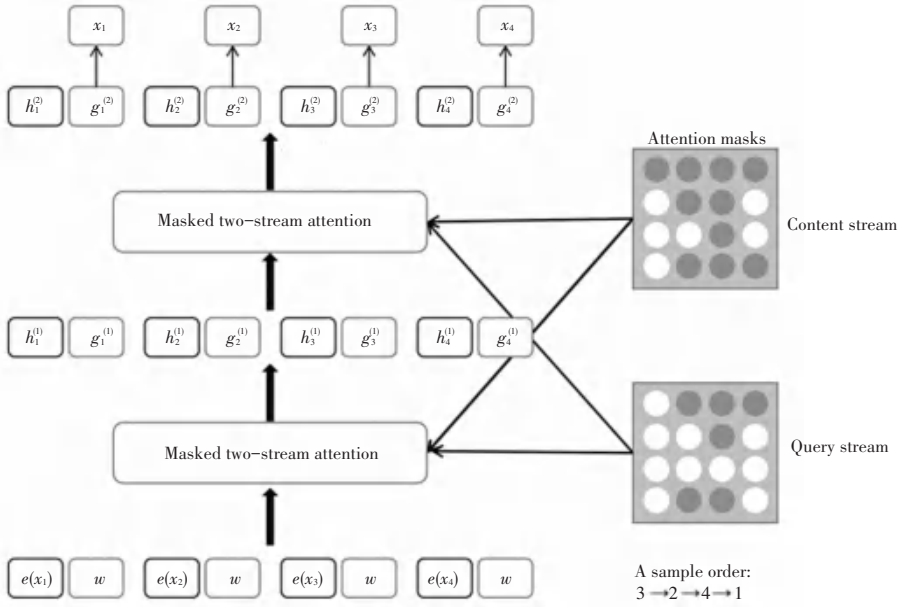 x₁ x₂ x₃ x₄
h₁⁽²⁾ g₁⁽²⁾ h₂⁽²⁾ g₂⁽²⁾ h₃⁽²⁾ g₃⁽²⁾ h₄⁽²⁾ g₄⁽²⁾
Attention masks
Masked two-stream attention
Content stream
h₁⁽¹⁾ g₁⁽¹⁾ h₂⁽¹⁾ g₂⁽¹⁾ h₃⁽¹⁾ g₃⁽¹⁾ h₄⁽¹⁾ g₄⁽¹⁾
Masked two-stream attention
Query stream
e(x₁) w e(x₂) w e(x₃) w e(x₄) w
A sample order:
3→2→4→1